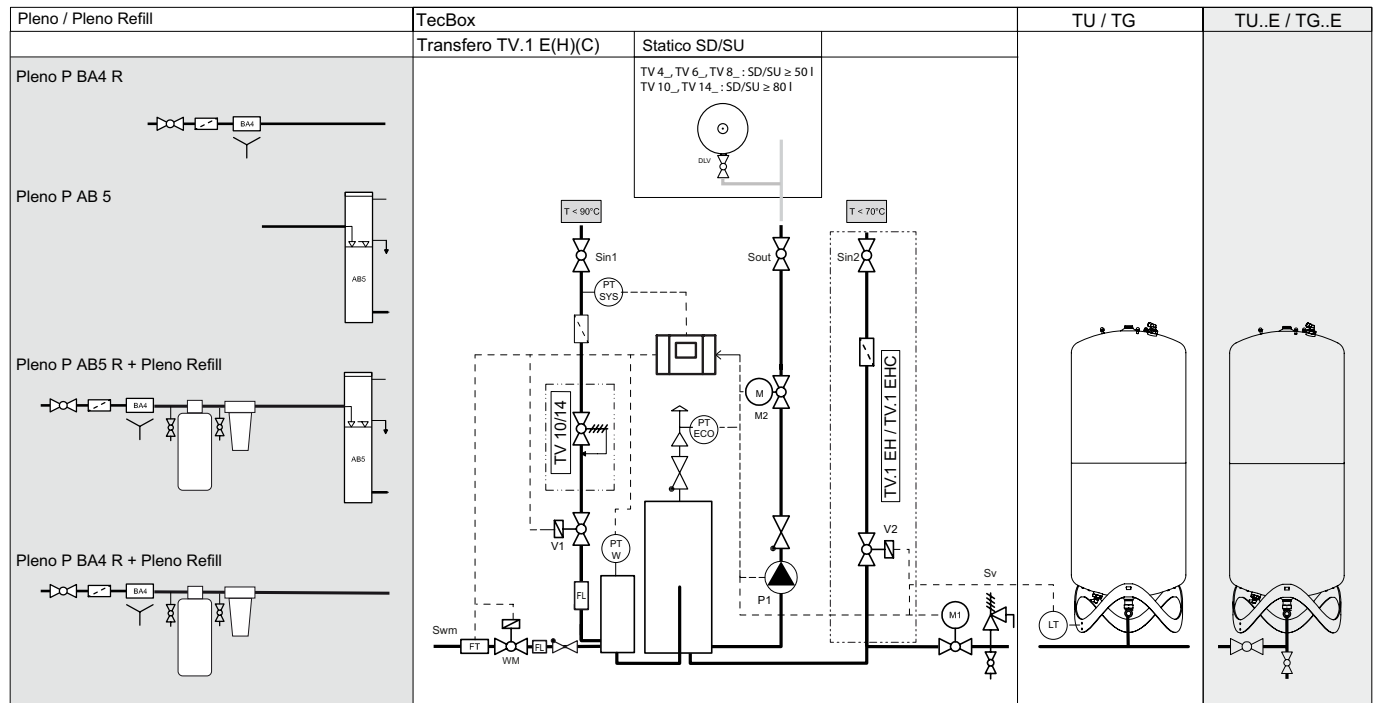 Pleno / Pleno Refill
TecBox
TU / TG
TU..E / TG..E
Transfero TV.1 E(H)(C)
Statico SD/SU
Pleno P BA4 R
BA4
TV 4_, TV 6_, TV 8_ : SD/SU ≥ 50 l
TV 10_, TV 14_ : SD/SU ≥ 80 l
DLV
Pleno P AB 5
AB5
T < 90°C
T < 70°C
Sin1
Sout
Sin2
PT
SYS
Pleno P AB5 R + Pleno Refill
BA4
AB5
M
M2
PT
ECO
TV 10/14
TV.1 EH / TV.1 EHC
V1
PT
W
V2
Pleno P BA4 R + Pleno Refill
BA4
FL
P1
Sv
M1
LT
Swm
FT
WM
FL